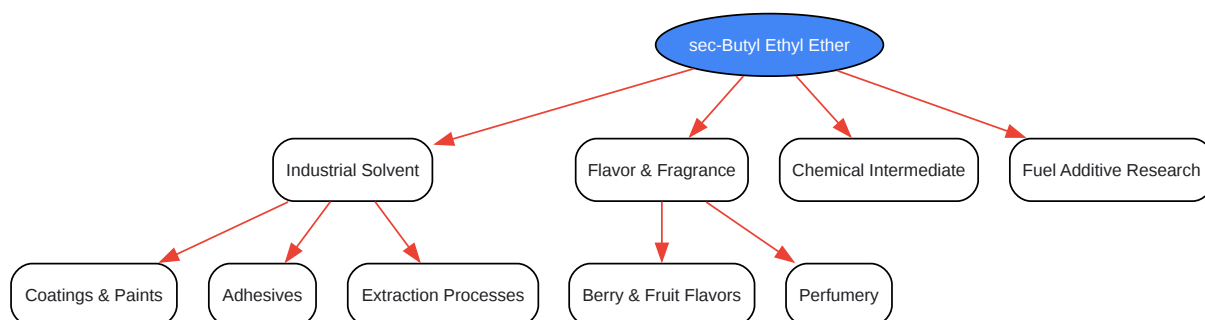 sec-Butyl Ethyl Ether
Industrial Solvent
Flavor & Fragrance
Chemical Intermediate
Fuel Additive Research
Coatings & Paints
Adhesives
Extraction Processes
Berry & Fruit Flavors
Perfumery